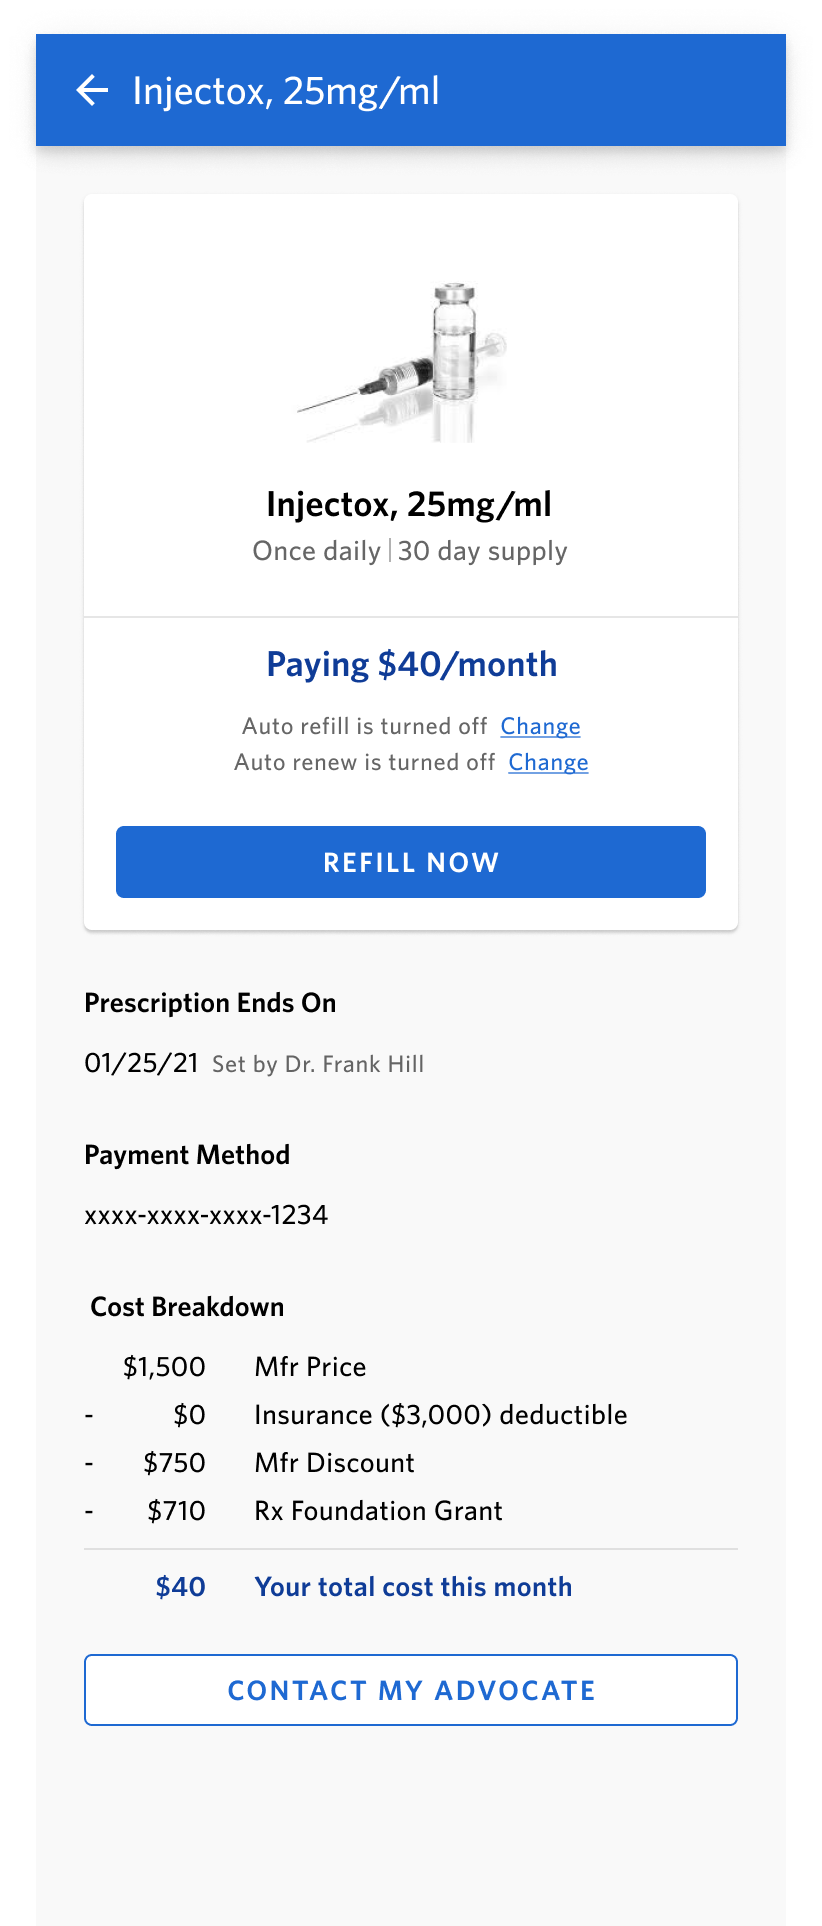 Injectox, 25mg/ml
Injectox, 25mg/ml
Once daily | 30 day supply
Paying $40/month
Auto refill is turned off Change
Auto renew is turned off Change
REFILL NOW
Prescription Ends On
01/25/21 Set by Dr. Frank Hill
Payment Method
xxxx-xxxx-xxxx-1234
Cost Breakdown
$1,500 Mfr Price
- $0 Insurance ($3,000) deductible
- $750 Mfr Discount
- $710 Rx Foundation Grant
$40 Your total cost this month
CONTACT MY ADVOCATE